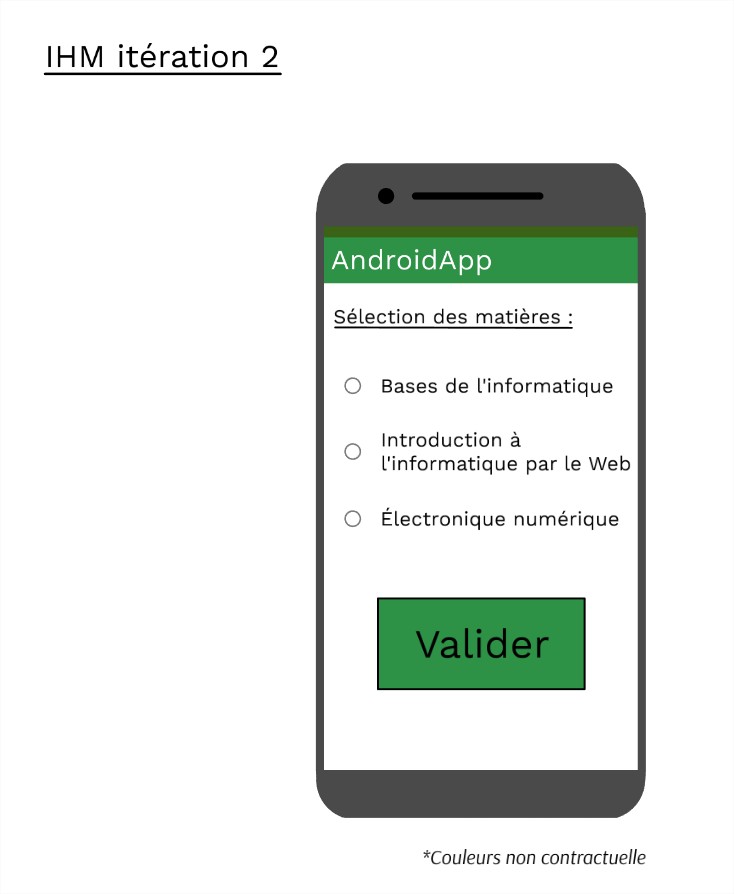 IHM itération 2
AndroidApp
Sélection des matières :
Bases de l'informatique
Introduction à
l'informatique par le Web
Électronique numérique
Valider
*Couleurs non contractuelle